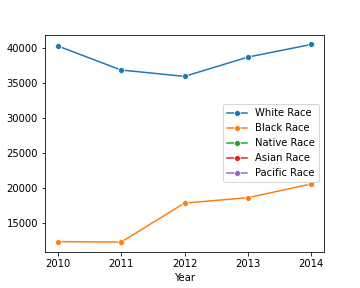 40000
35000
30000
25000
20000
15000
White Race
Black Race
Native Race
Asian Race
Pacific Race
2010 2011 2012 2013 2014
Year